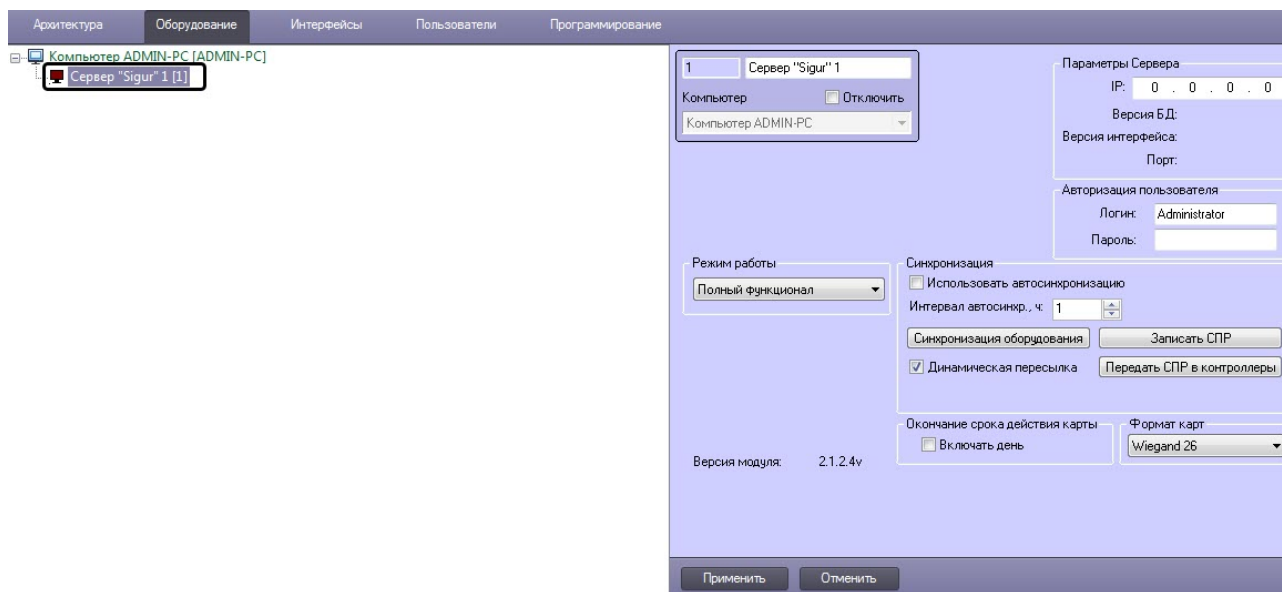 Архитектура Оборудование Интерфейсы Пользователи Программирование
Компьютер ADMIN-PC [ADMIN-PC]
Сервер "Sigur" 1 [1]
1 Сервер "Sigur" 1
Компьютер Отключить
Компьютер ADMIN-PC
Параметры Сервера
IP: 0 . 0 . 0 . 0
Версия БД:
Версия интерфейса:
Порт:
Авторизация пользователя
Логин: Administrator
Пароль:
Режим работы
Полный функционал
Синхронизация
Использовать автосинхронизацию
Интервал автосинхр., ч: 1
Синхронизация оборудования Записать СПР
Динамическая пересылка Передать СПР в контроллеры
Окончание срока действия карты
Включать день
Формат карт
Wiegand 26
Версия модуля: 2.1.2.4v
Применить Отменить